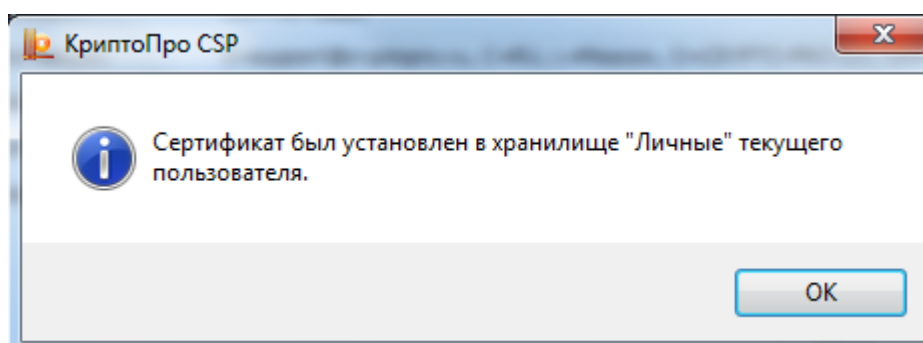 КриптоПро CSP
Сертификат был установлен в хранилище "Личные" текущего
пользователя.
OK